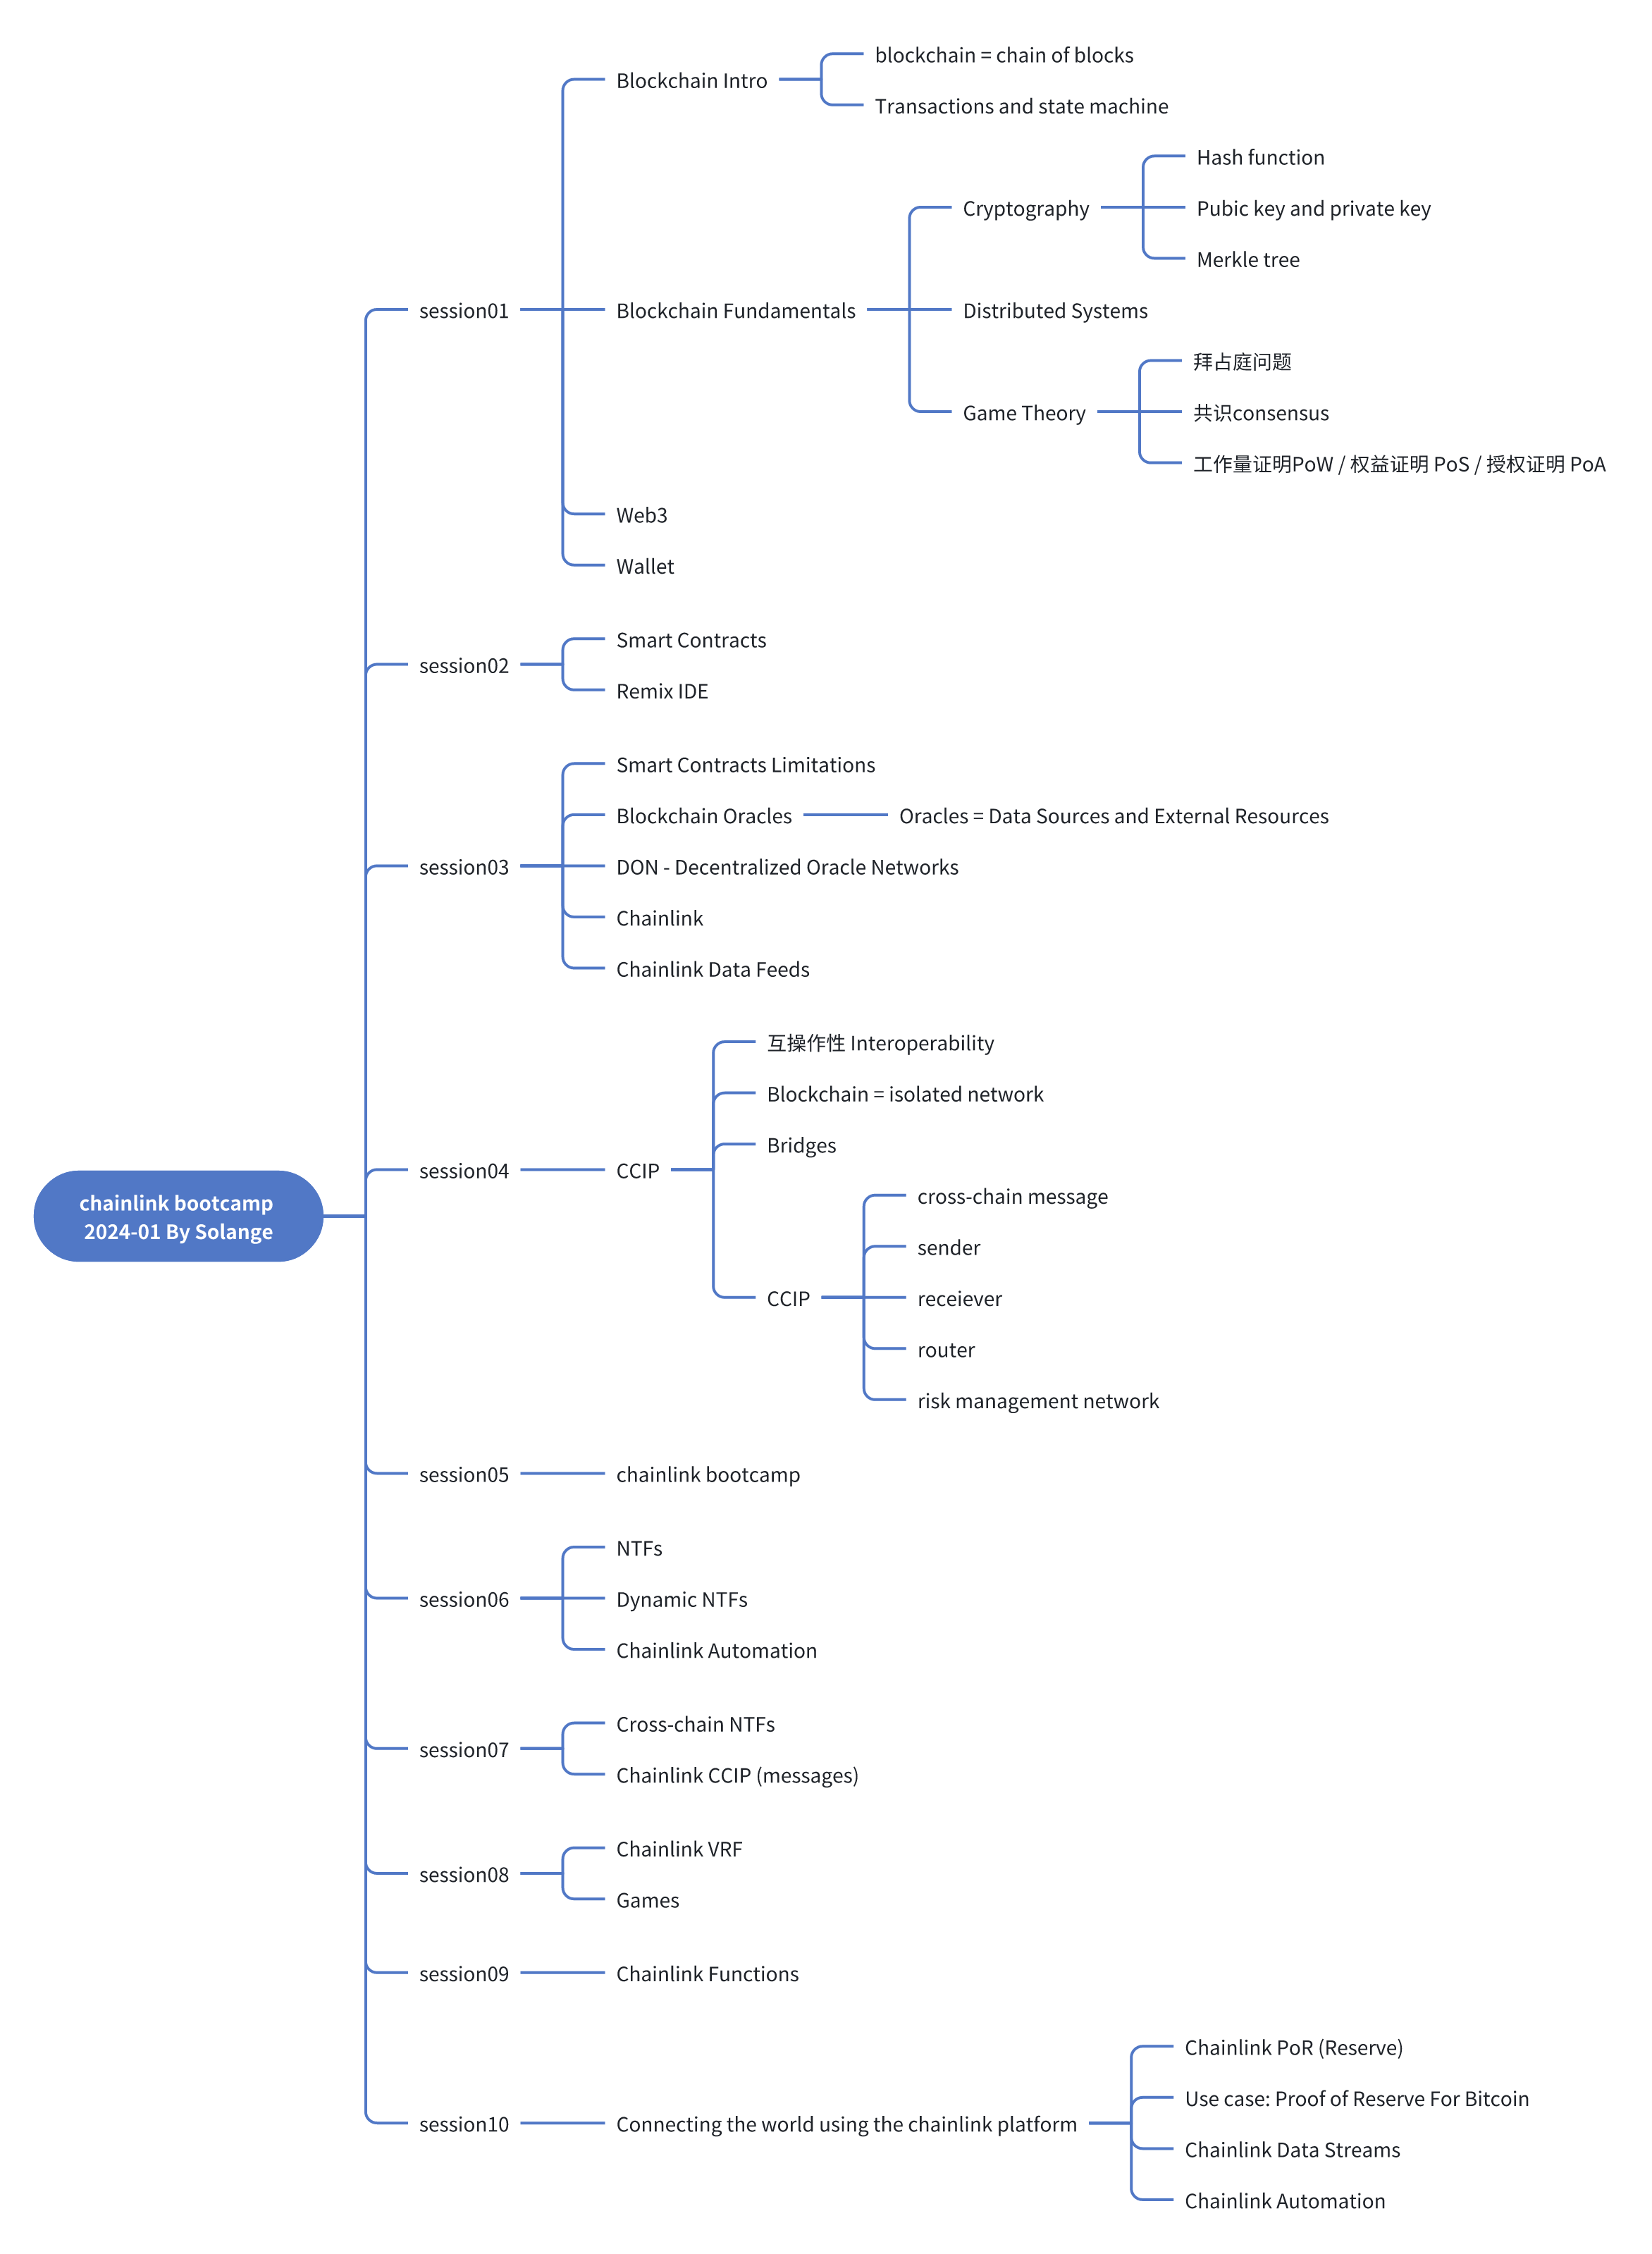 chainlink bootcamp
2024-01 By Solange
session01
Blockchain Intro
blockchain = chain of blocks
Transactions and state machine
Blockchain Fundamentals
Cryptography
Hash function
Pubic key and private key
Merkle tree
Distributed Systems
Game Theory
拜占庭问题
共识consensus
工作量证明PoW / 权益证明 PoS / 授权证明 PoA
Web3
Wallet
session02
Smart Contracts
Remix IDE
session03
Smart Contracts Limitations
Blockchain Oracles
Oracles = Data Sources and External Resources
DON - Decentralized Oracle Networks
Chainlink
Chainlink Data Feeds
session04
CCIP
互操作性 Interoperability
Blockchain = isolated network
Bridges
CCIP
cross-chain message
sender
receiever
router
risk management network
session05
chainlink bootcamp
session06
NTFs
Dynamic NTFs
Chainlink Automation
session07
Cross-chain NTFs
Chainlink CCIP (messages)
session08
Chainlink VRF
Games
session09
Chainlink Functions
session10
Connecting the world using the chainlink platform
Chainlink PoR (Reserve)
Use case: Proof of Reserve For Bitcoin
Chainlink Data Streams
Chainlink Automation